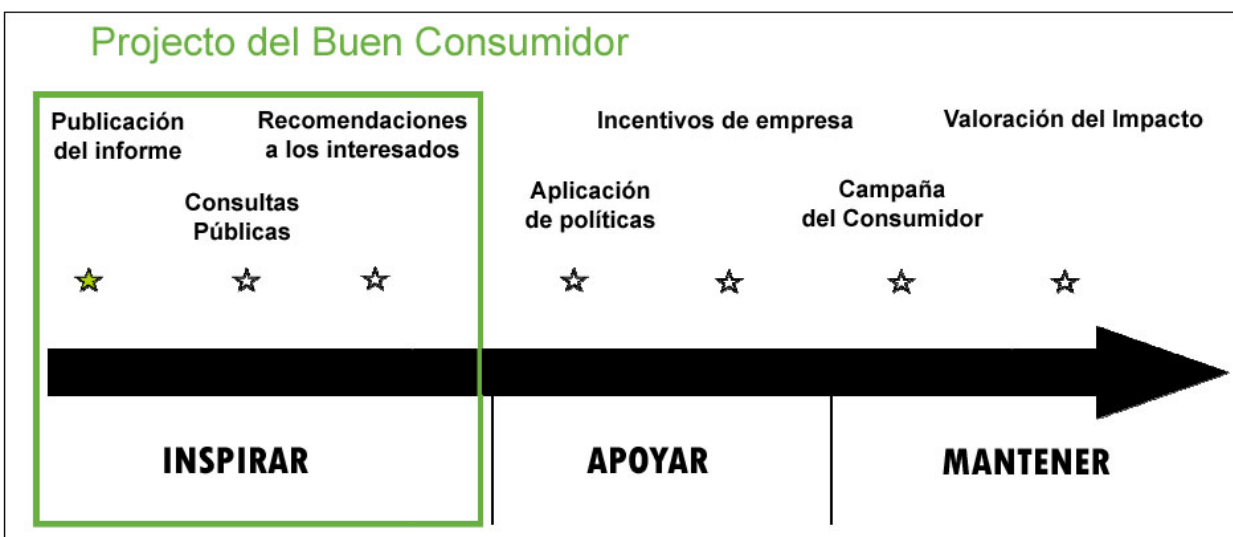 Projecto del Buen Consumidor
Publicación
del informe
Recomendaciones
a los interesados
Incentivos de empresa
Valoración del Impacto
Consultas
Públicas
Aplicación
de políticas
Campaña
del Consumidor
INSPIRAR
APOYAR
MANTENER